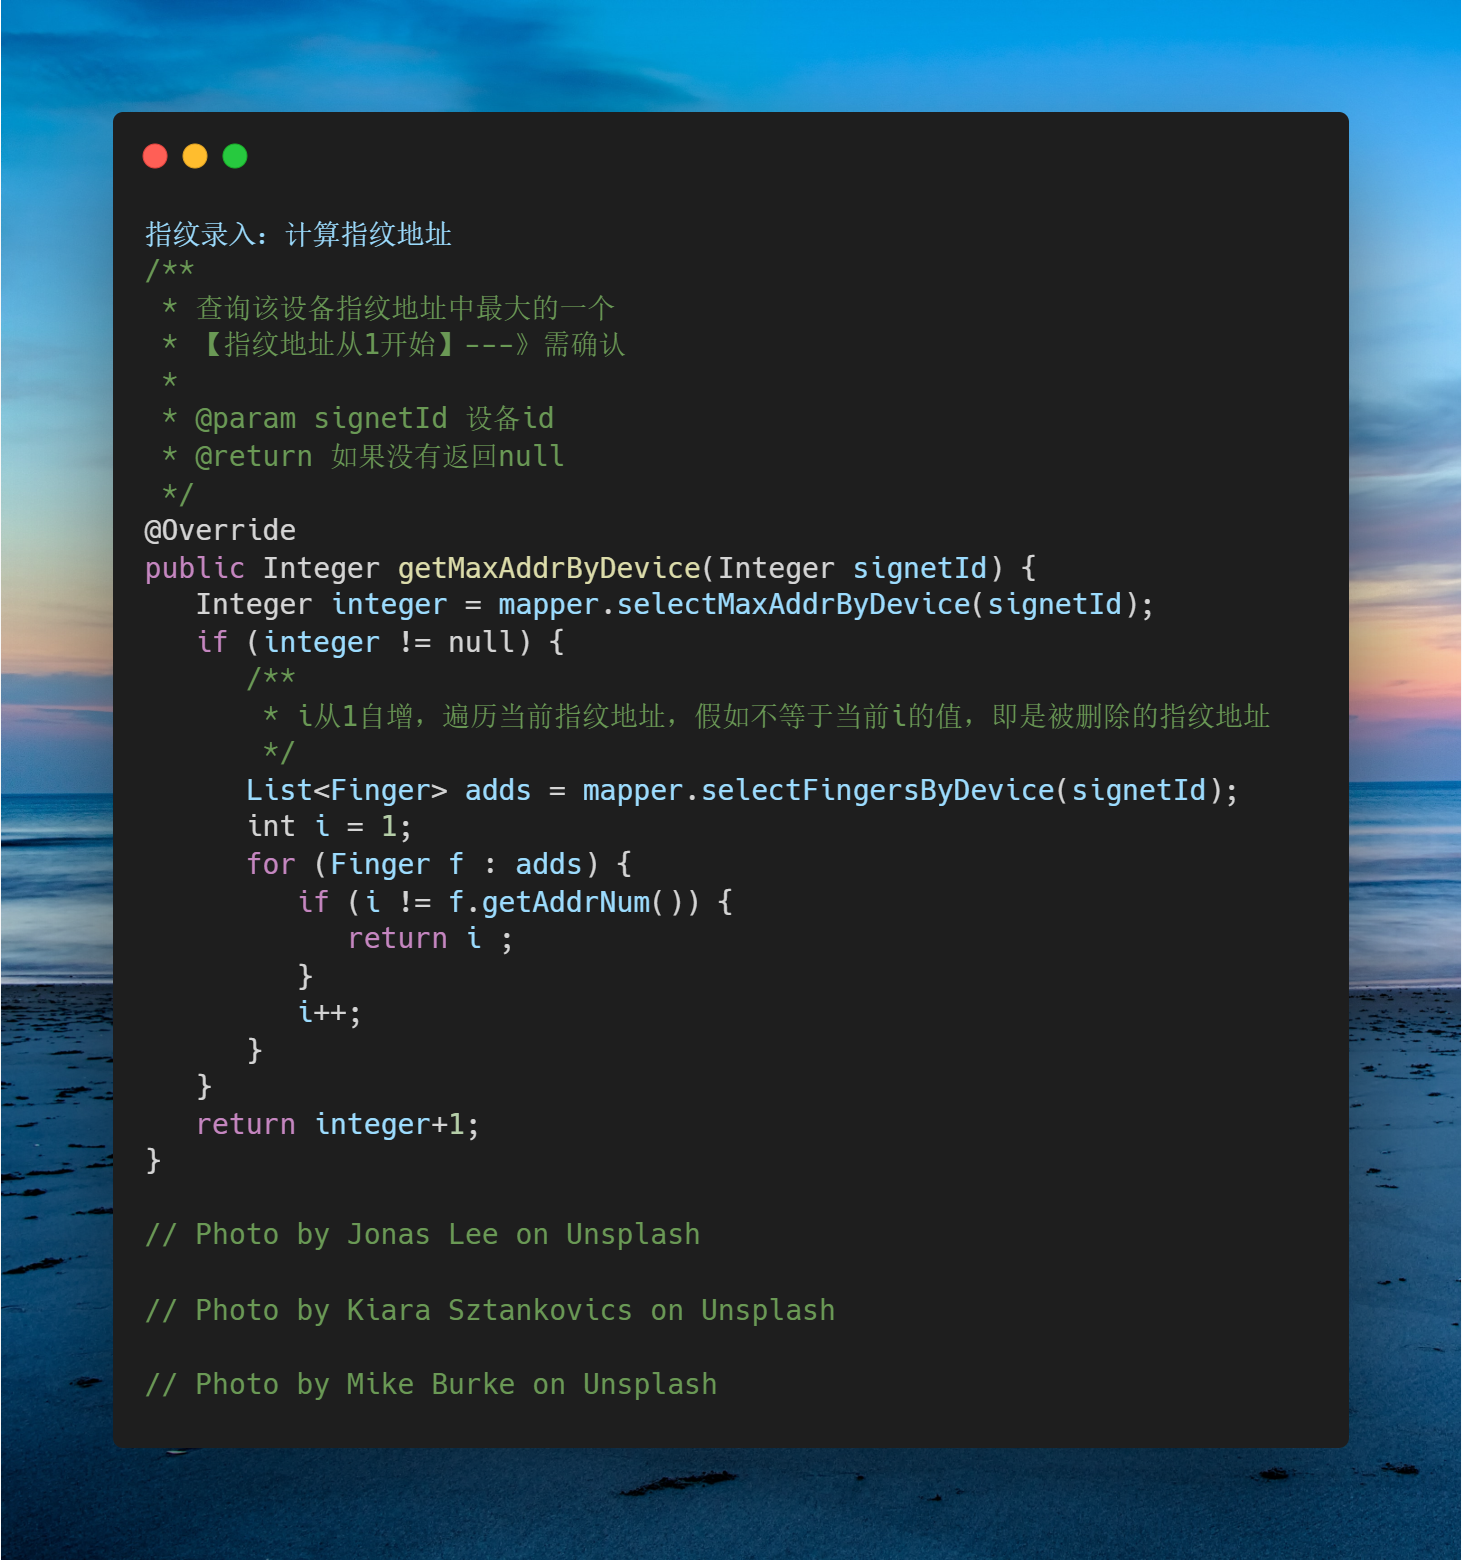 指纹录入：计算指纹地址
/**
 * 查询该设备指纹地址中最大的一个
 * 【指纹地址从1开始】---》需确认
 *
 * @param signetId 设备id
 * @return 如果没有返回null
 */
@Override
public Integer getMaxAddrByDevice(Integer signetId) {
   Integer integer = mapper.selectMaxAddrByDevice(signetId);
   if (integer != null) {
      /**
       * i从1自增，遍历当前指纹地址，假如不等于当前i的值，即是被删除的指纹地址
       */
      List<Finger> adds = mapper.selectFingersByDevice(signetId);
      int i = 1;
      for (Finger f : adds) {
         if (i != f.getAddrNum()) {
            return i ;
         }
         i++;
      }
   }
   return integer+1;
}
// Photo by Jonas Lee on Unsplash
// Photo by Kiara Sztankovics on Unsplash
// Photo by Mike Burke on Unsplash